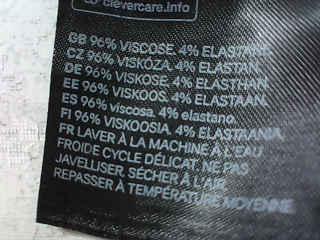 clevercare.info
GB 96% VISCOSE. 4% ELASTANE.
CZ 96% VISKÓZA. 4% ELASTAN.
DE 96% VISKOSE. 4% ELASTHAN.
EE 96% VISKOOS. 4% ELASTAAN.
ES 96% viscosa. 4% elastano.
FI 96% VISKOOSIA. 4% ELASTAANIA.
FR LAVER À LA MACHINE À L'EAU
FROIDE CYCLE DÉLICAT. NE PAS
JAVELLISER. SÉCHER À L'AIR.
REPASSER À TEMPÉRATURE MOYENNE.